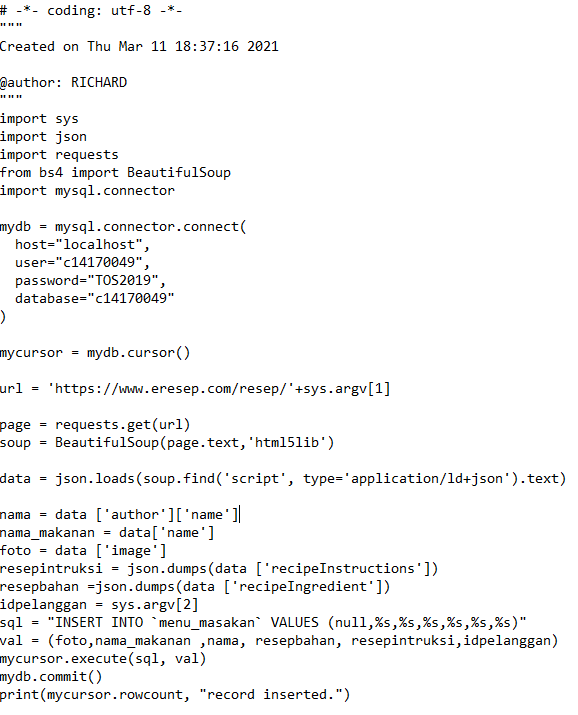 # -*- coding: utf-8 -*-
"""
Created on Thu Mar 11 18:37:16 2021

@author: RICHARD
"""
import sys
import json
import requests
from bs4 import BeautifulSoup
import mysql.connector

mydb = mysql.connector.connect(
  host="localhost",
  user="c14170049",
  password="TOS2019",
  database="c14170049"
)

mycursor = mydb.cursor()

url = 'https://www.eresep.com/resep/'+sys.argv[1]

page = requests.get(url)
soup = BeautifulSoup(page.text,'html5lib')

data = json.loads(soup.find('script', type='application/ld+json').text)

nama = data ['author']['name']
nama_makanan = data['name']
foto = data ['image']
resepintruksi = json.dumps(data ['recipeInstructions'])
resepbahan =json.dumps(data ['recipeIngredient'])
idpelanggan = sys.argv[2]
sql = "INSERT INTO `menu_masakan` VALUES (null,%s,%s,%s,%s,%s,%s)"
val = (foto,nama_makanan ,nama, resepbahan, resepintruksi,idpelanggan)
mycursor.execute(sql, val)
mydb.commit()
print(mycursor.rowcount, "record inserted.")